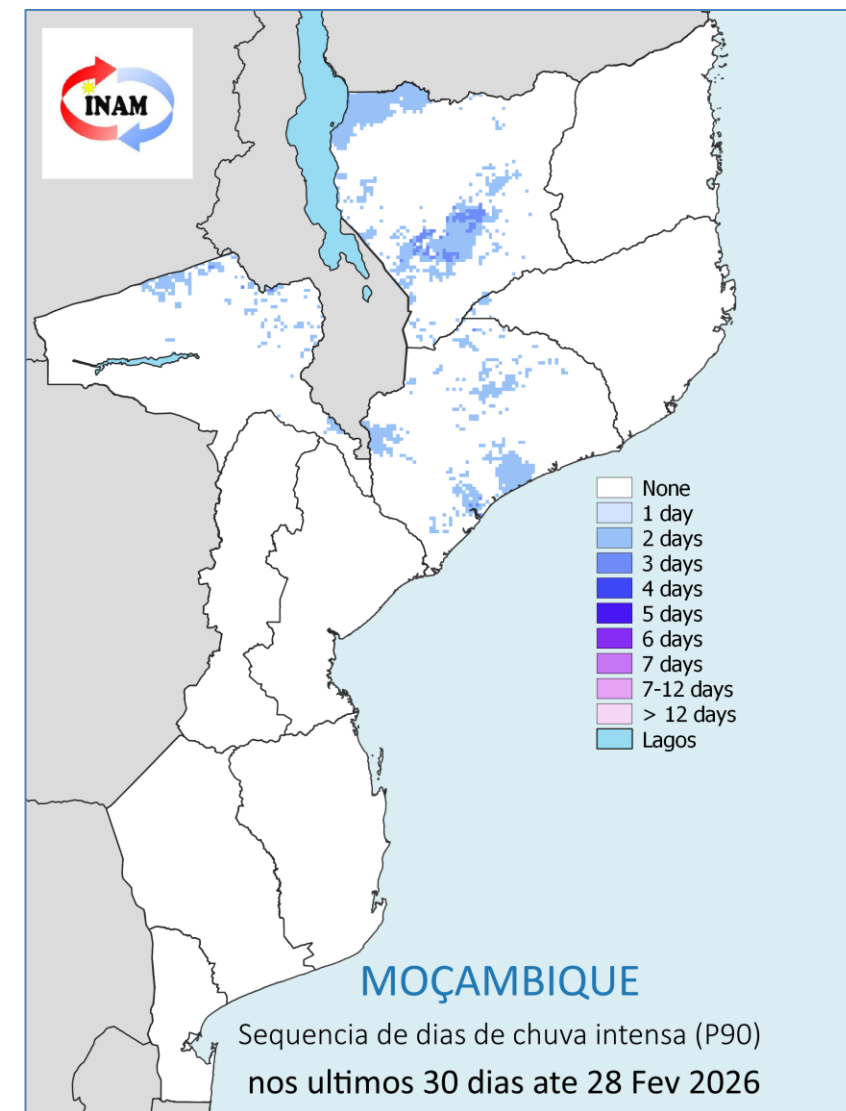 INAM
None
1 day
2 days
3 days
4 days
5 days
6 days
7 days
7-12 days
> 12 days
Lagos
MOÇAMBIQUE
Sequencia de dias de chuva intensa (P90)
nos ultimos 30 dias ate 28 Fev 2026